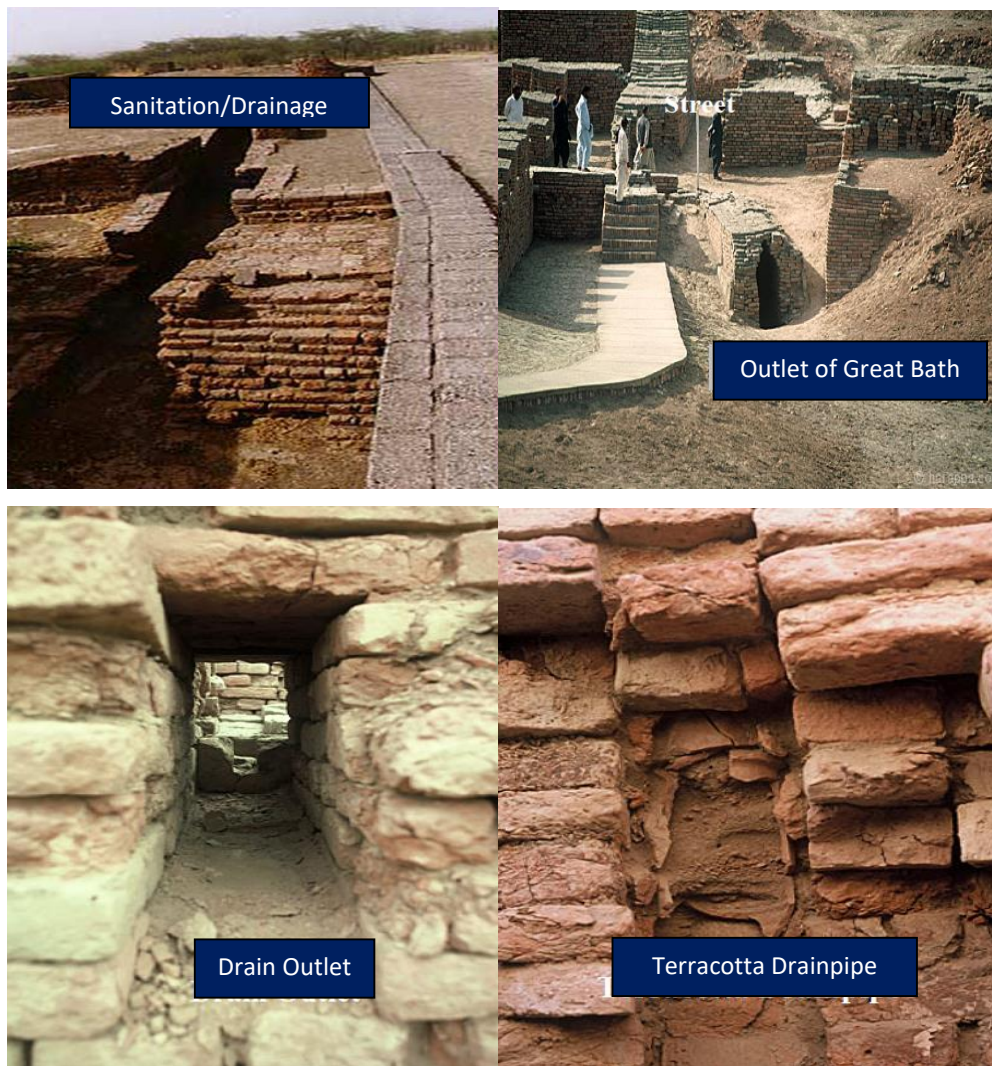 Sanitation/Drainage
Street
Outlet of Great Bath
Drain Outlet
Terracotta Drainpipe